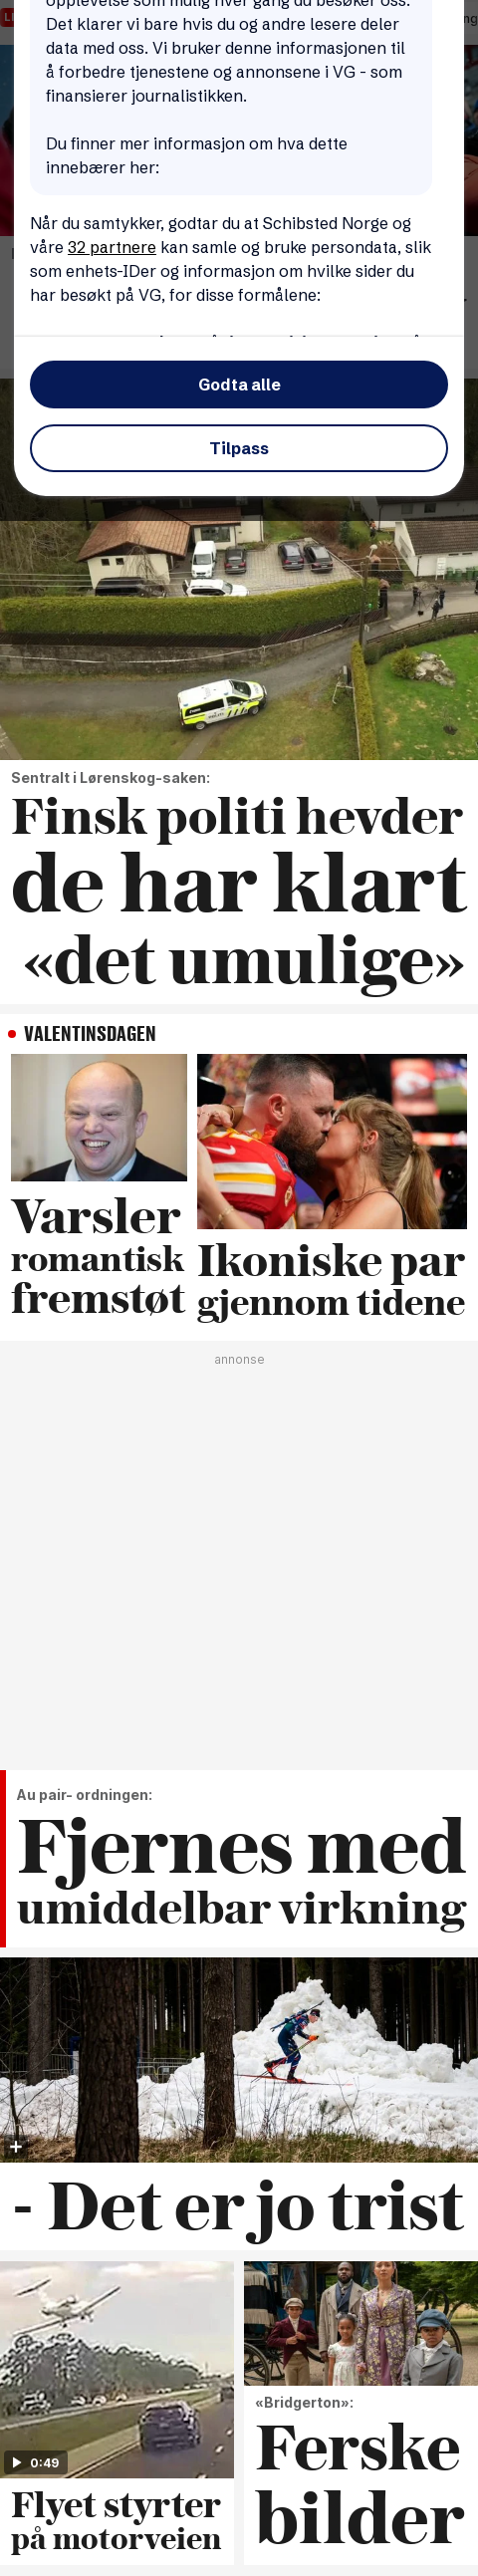 opplevelse som mulig hver gang du besøker oss.
Det klarer vi bare hvis du og andre lesere deler
data med oss. Vi bruker denne informasjonen til
å forbedre tjenestene og annonsene i VG - som
finansierer journalistikken.
Du finner mer informasjon om hva dette
innebærer her:
Når du samtykker, godtar du at Schibsted Norge og
våre 32 partnere kan samle og bruke persondata, slik
som enhets-IDer og informasjon om hvilke sider du
har besøkt på VG, for disse formålene:
Godta alle
Tilpass
Sentralt i Lørenskog-saken:
Finsk politi hevder
de har klart
«det umulige»
VALENTINSDAGEN
Varsler
romantisk
fremstøt
Ikoniske par
gjennom tidene
annonse
Au pair- ordningen:
Fjernes med
umiddelbar virkning
- Det er jo trist
0:49
Flyet styrter
på motorveien
«Bridgerton»:
Ferske
bilder